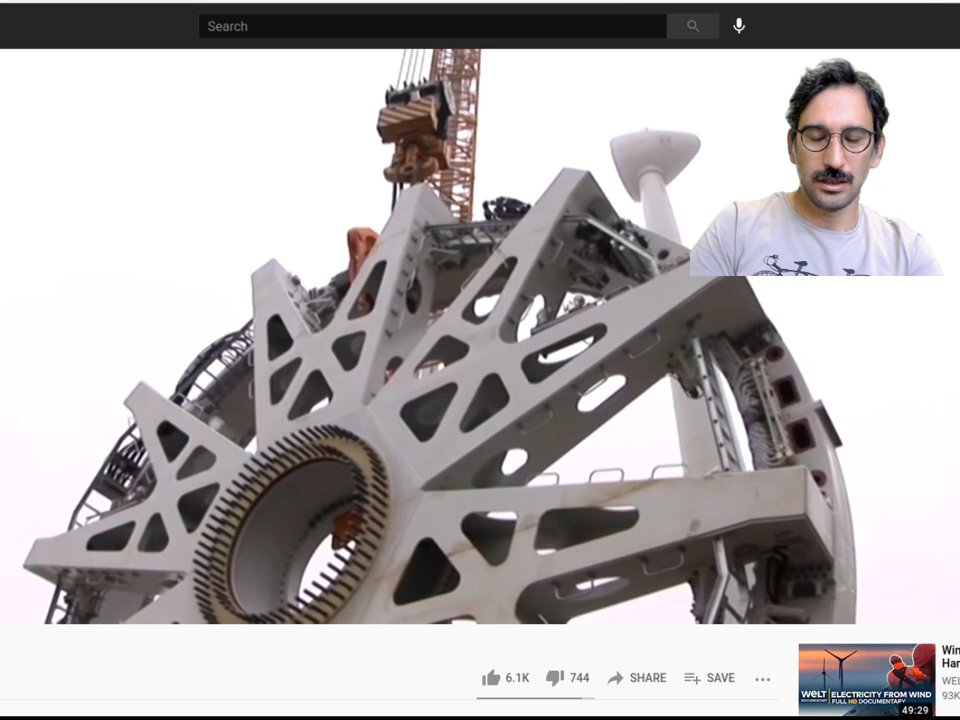 Search
6.1K
744
SHARE
SAVE
Win
Har
WEL
93K
WELT
DOCUMENTARY
ELECTRICITY FROM WIND
FULL HD DOCUMENTARY
49:29